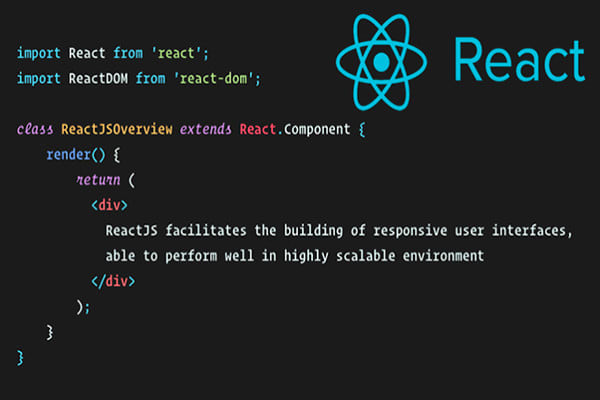 React
import React from 'react';
import ReactDOM from 'react-dom';
class ReactJSOverview extends React.Component {
render() {
return (
<div>
ReactJS facilitates the building of responsive user interfaces,
able to perform well in highly scalable environment
</div>
);
}
}